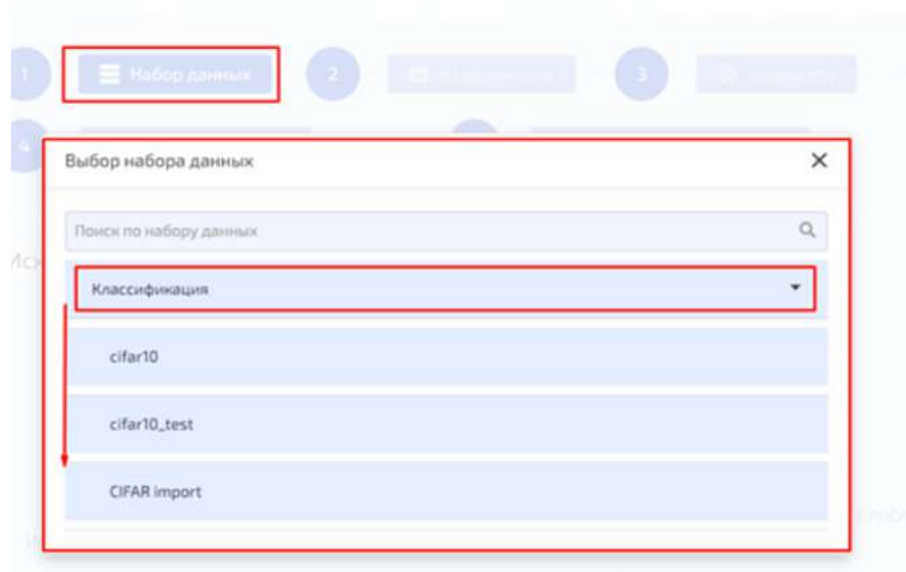 1 Набор данных 2 3
4
Выбор набора данных
Поиск по набору данных
Классификация
cifar10
cifar10_test
CIFAR import